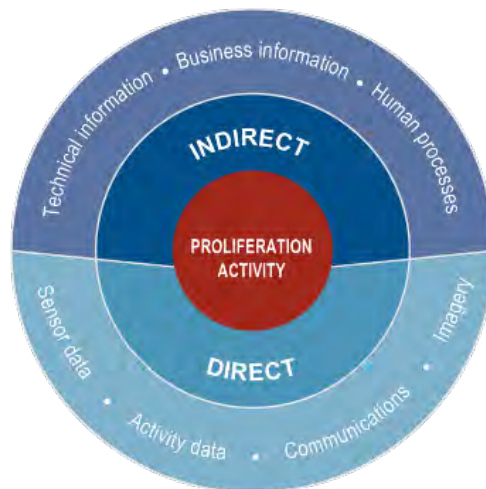 Technical information • Business information • Human processes
INDIRECT
PROLIFERATION
ACTIVITY
DIRECT
Sensor data • Activity data • Communications • Imagery